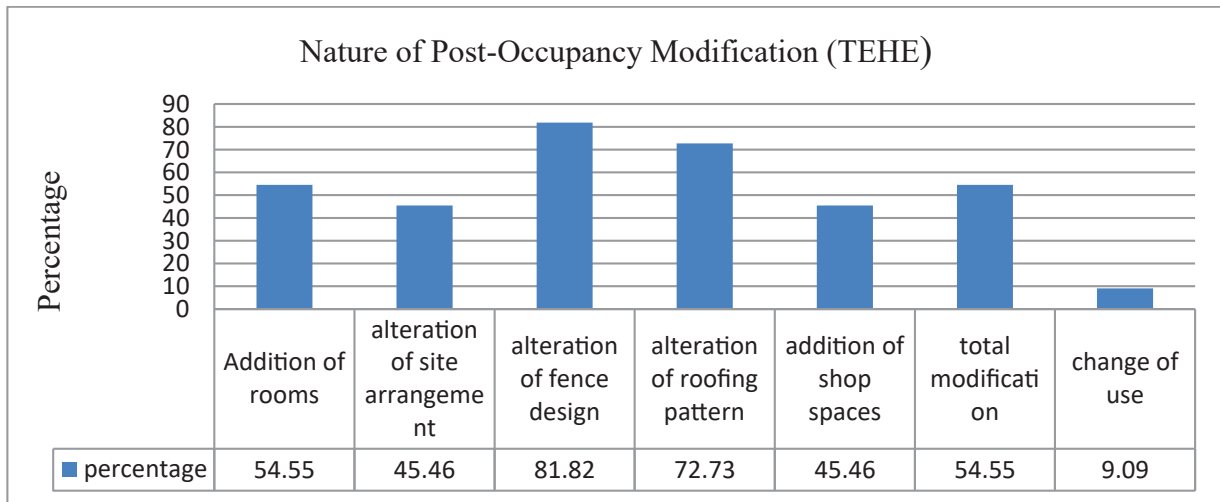 Nature of Post-Occupancy Modification (TEHE)
Percentage
90
80
70
60
50
40
30
20
10
0
Addition of
rooms
alteration
of site
arrangeme
nt
alteration
of fence
design
alteration
of roofing
pattern
addition of
shop
spaces
total
modificati
on
change of
use
percentage 54.55 45.46 81.82 72.73 45.46 54.55 9.09